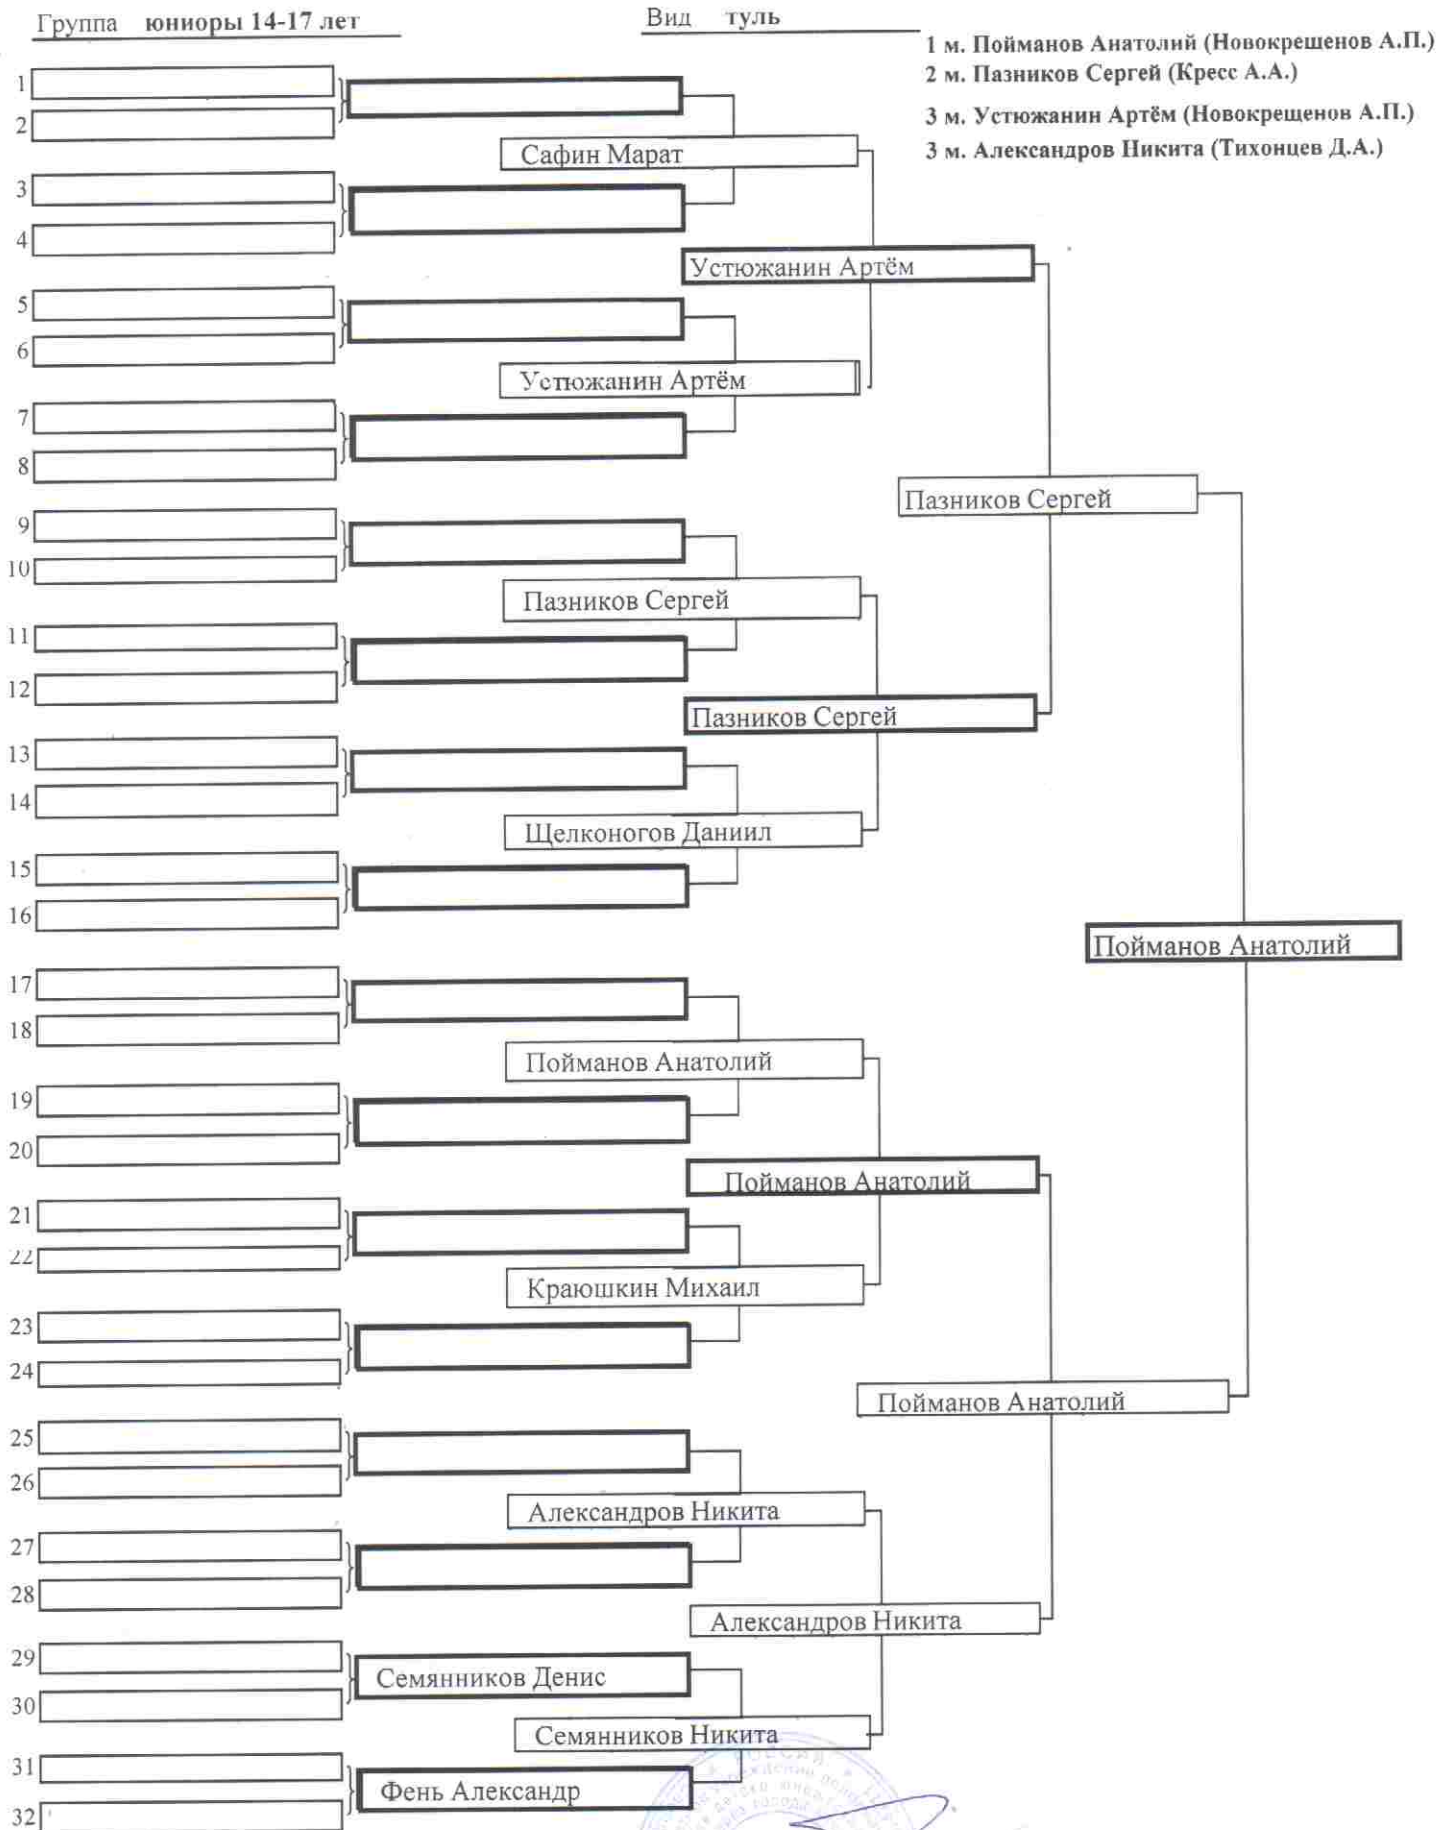 Группа юниоры 14-17 лет
Вид туль
1 м. Пойманов Анатолий (Новокрешенов А.П.)
2 м. Пазников Сергей (Кресс А.А.)
3 м. Устюжанин Артём (Новокрещенов А.П.)
3 м. Александров Никита (Тихонцев Д.А.)
1
2
Сафин Марат
3
4
Устюжанин Артём
5
6
Устюжанин Артём
7
8
Пазников Сергей
9
10
Пазников Сергей
11
12
Пазников Сергей
13
14
Щелконогов Даниил
15
16
Пойманов Анатолий
17
18
Пойманов Анатолий
19
20
Пойманов Анатолий
21
22
Краюшкин Михаил
23
24
Пойманов Анатолий
25
26
Александров Никита
27
28
Александров Никита
29
Семянников Денис
30
Семянников Никита
31
Фень Александр
32